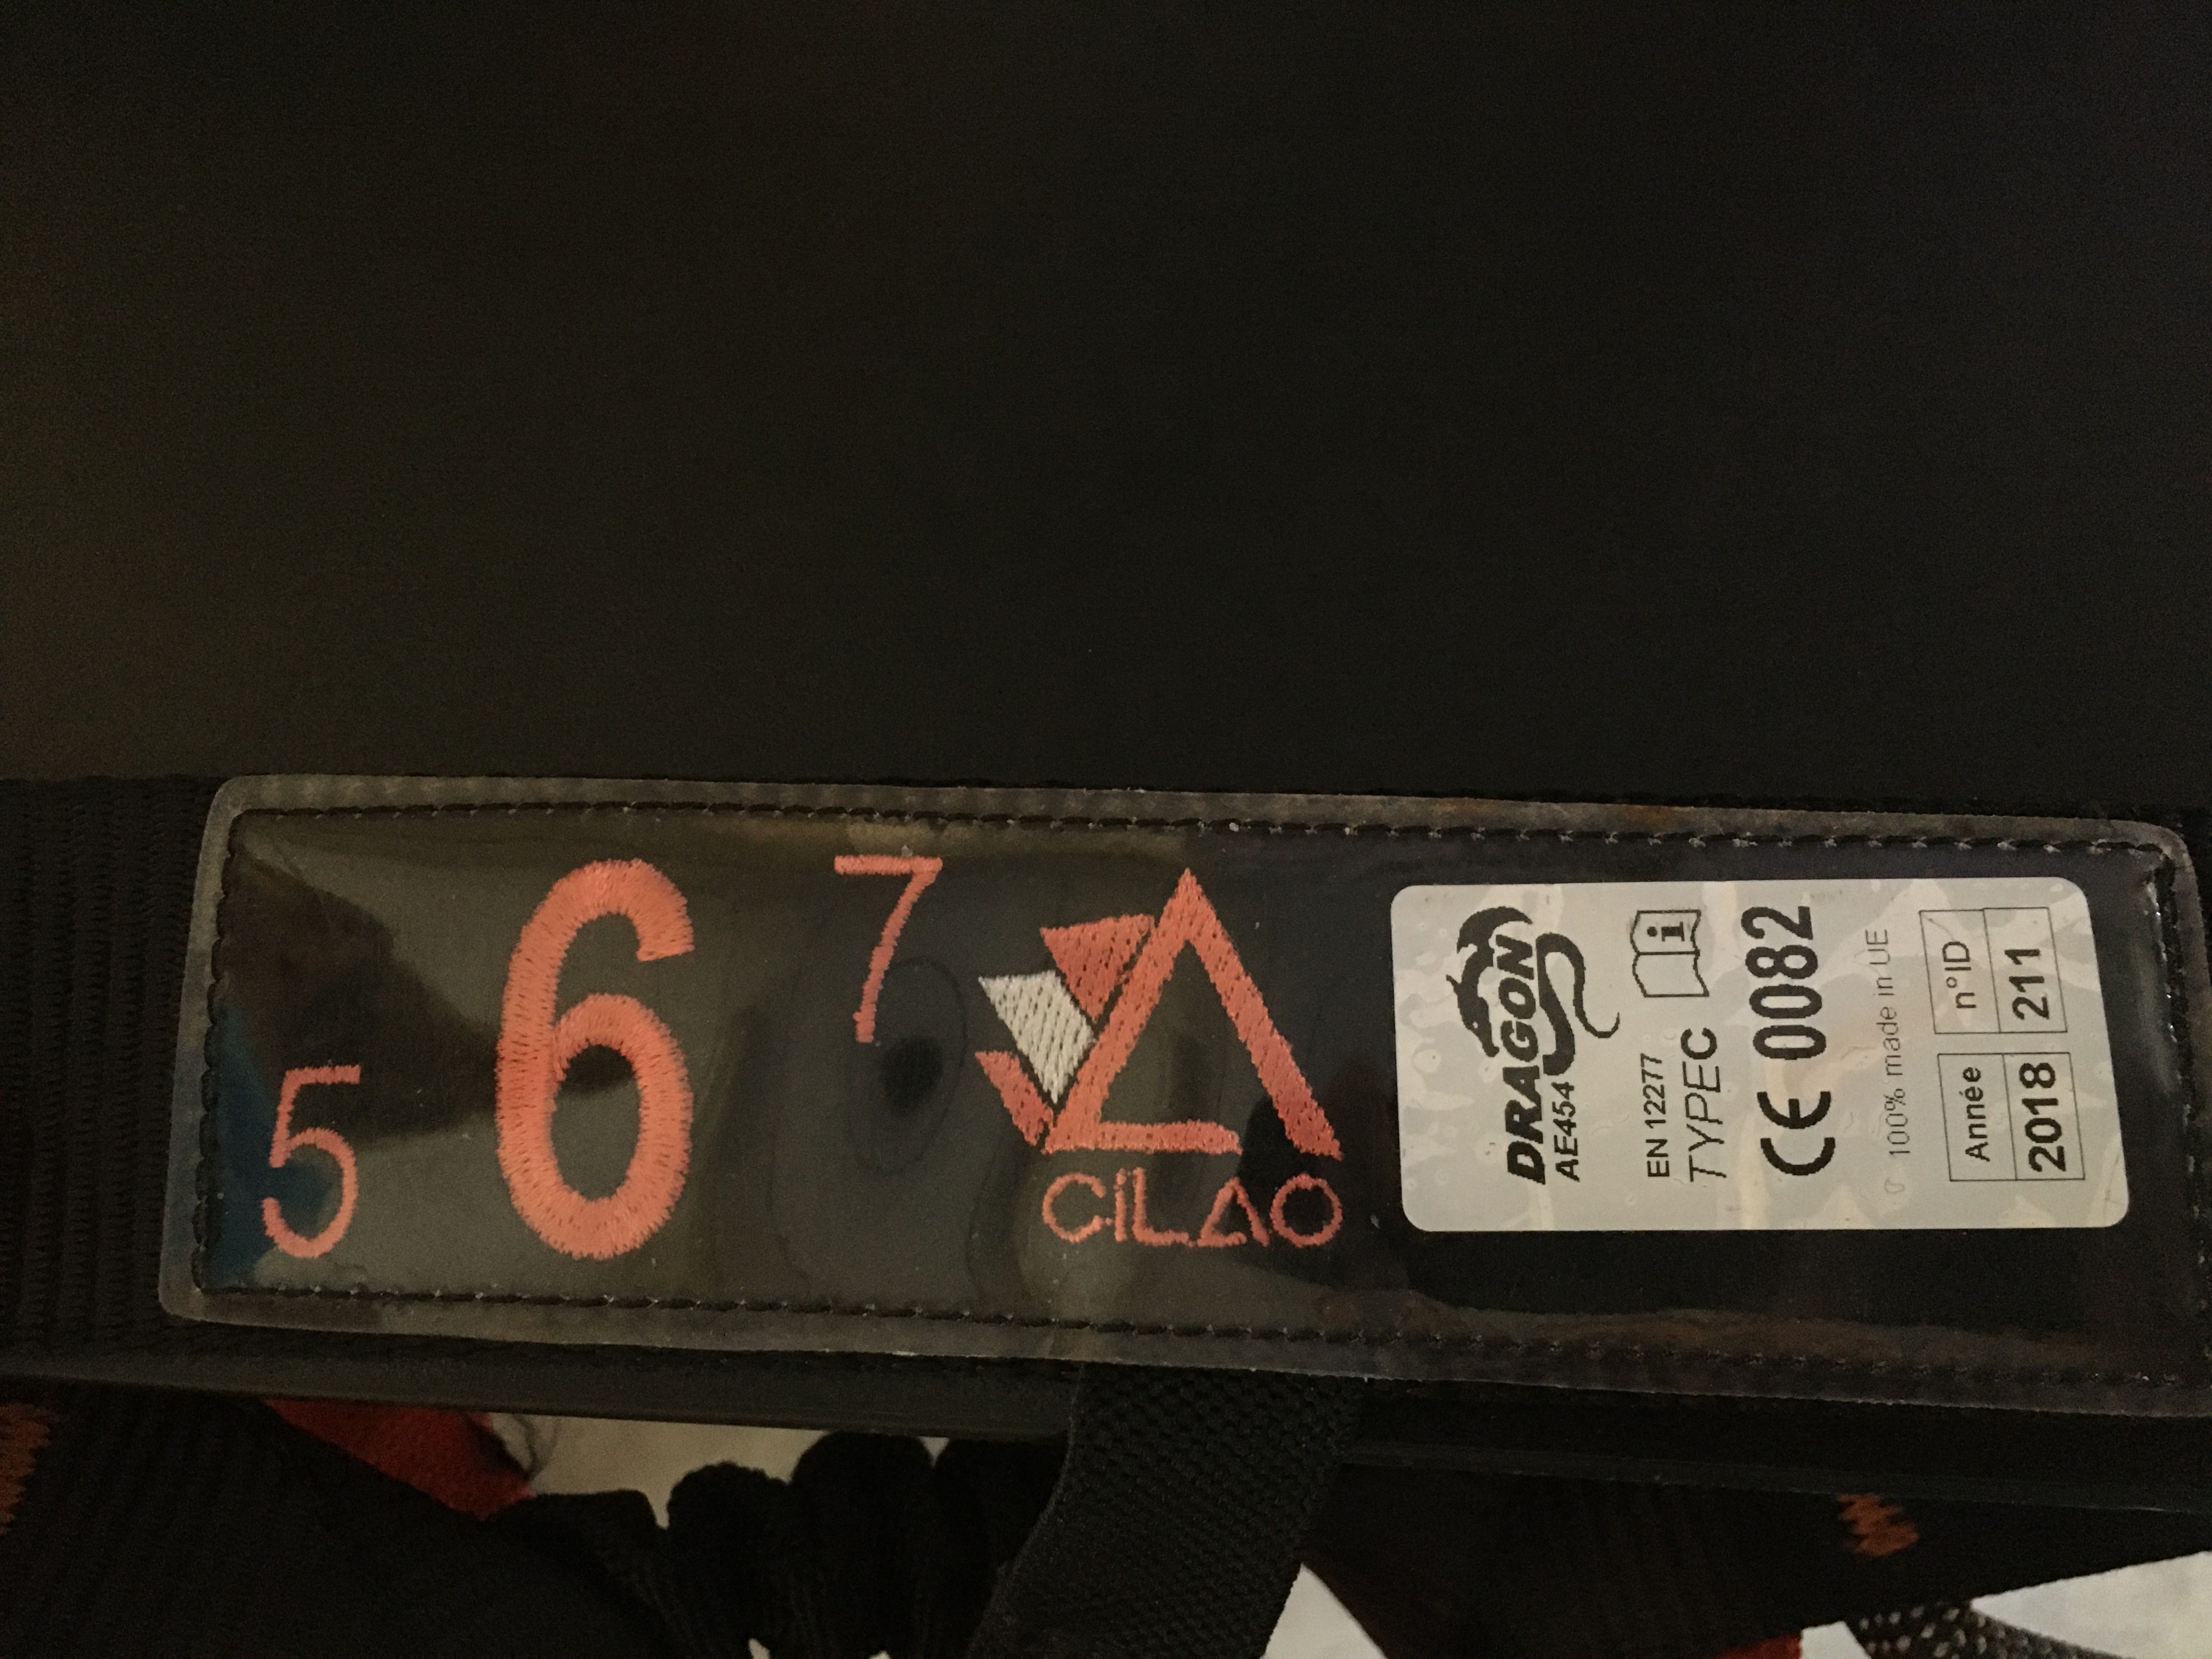 5
6
7
CiLAO
DRAGON
AE454
EN 12277
TYPE C
CE 0082
100% made in UE
Année
2018
n°ID
211